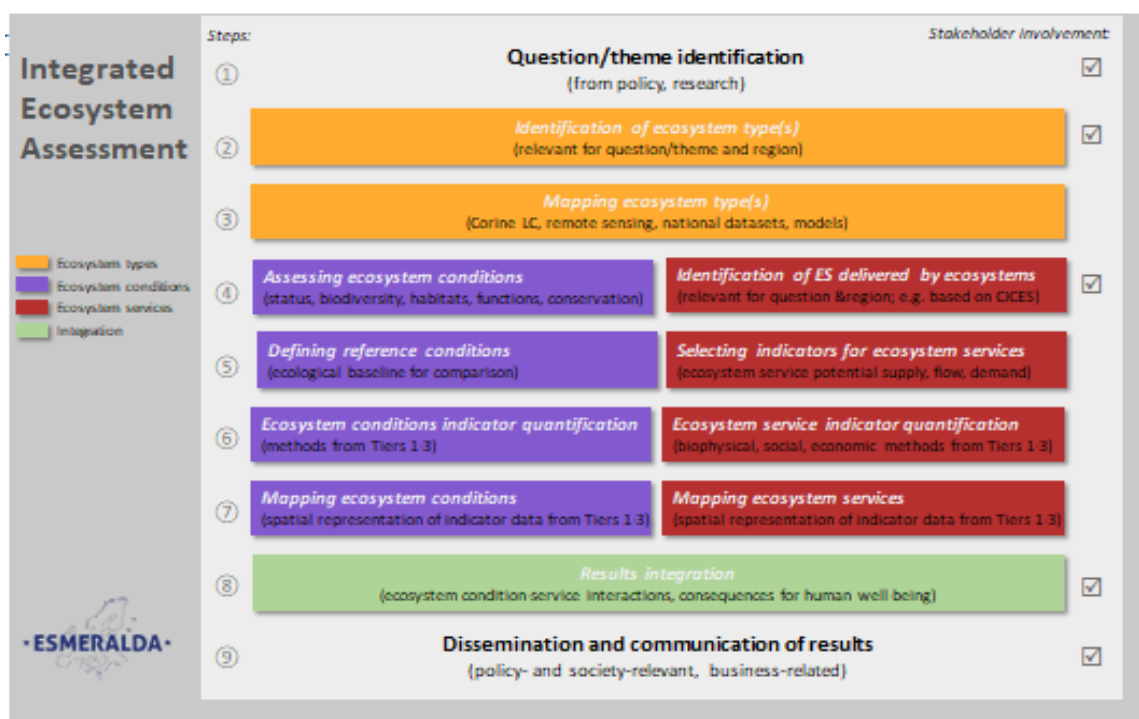 Integrated
Ecosystem
Assessment
Steps:
Stakeholder Involvement
① Question/theme identification
(from policy, research)
② Identification of ecosystem type(s)
(relevant for question/theme and region)
③ Mapping ecosystem type(s)
(Corine LC, remote sensing, national datasets, models)
Ecosystem types
Ecosystem conditions
Ecosystem services
Integration
④ Assessing ecosystem conditions
(status, biodiversity, habitats, functions, conservation)
Identification of ES delivered by ecosystems
(relevant for question &region; e.g. based on CICES)
⑤ Defining reference conditions
(ecological baseline for comparison)
Selecting indicators for ecosystem services
(ecosystem service potential supply, flow, demand)
⑥ Ecosystem conditions indicator quantification
(methods from Tiers 1-3)
Ecosystem service indicator quantification
(biophysical, social, economic methods from Tiers 1-3)
⑦ Mapping ecosystem conditions
(spatial representation of indicator data from Tiers 1-3)
Mapping ecosystem services
(spatial representation of indicator data from Tiers 1-3)
⑧ Results integration
(ecosystem condition-service interactions, consequences for human well-being)
⑨ Dissemination and communication of results
(policy- and society-relevant, business-related)
·ESMERALDA·